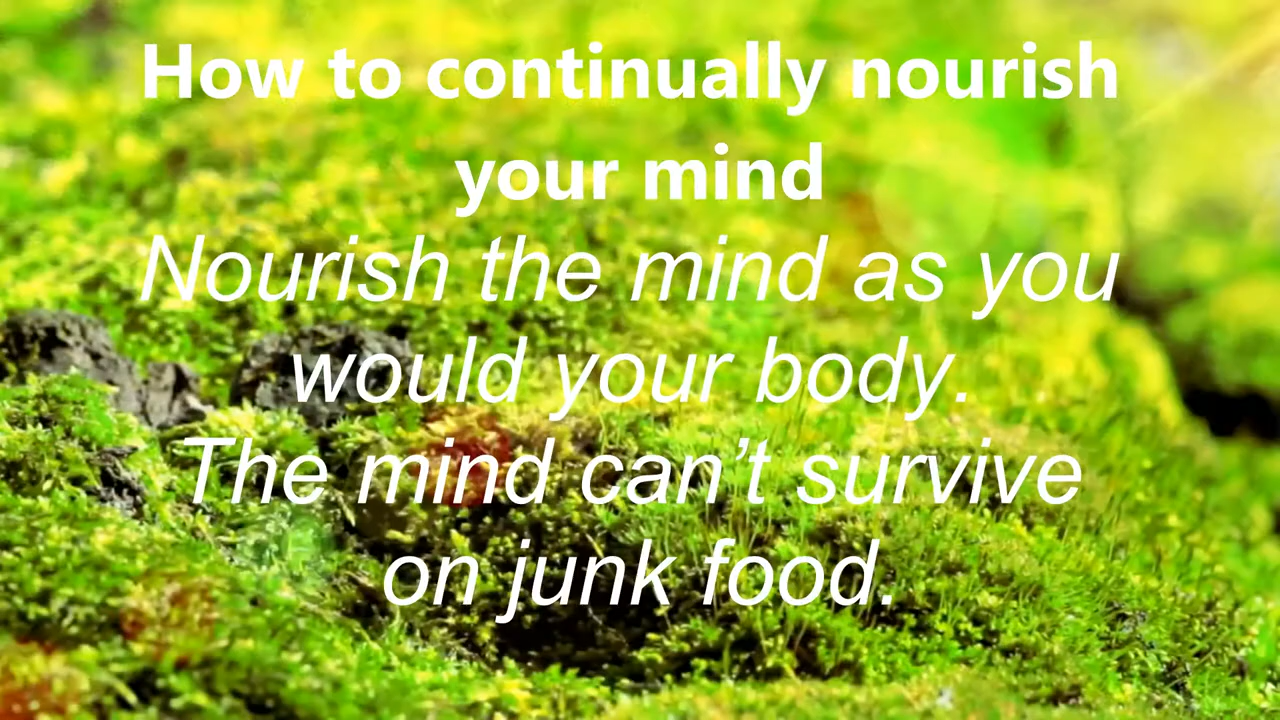 How to continually nourish
your mind
Nourish the mind as you
would your body.
The mind can’t survive
on junk food.